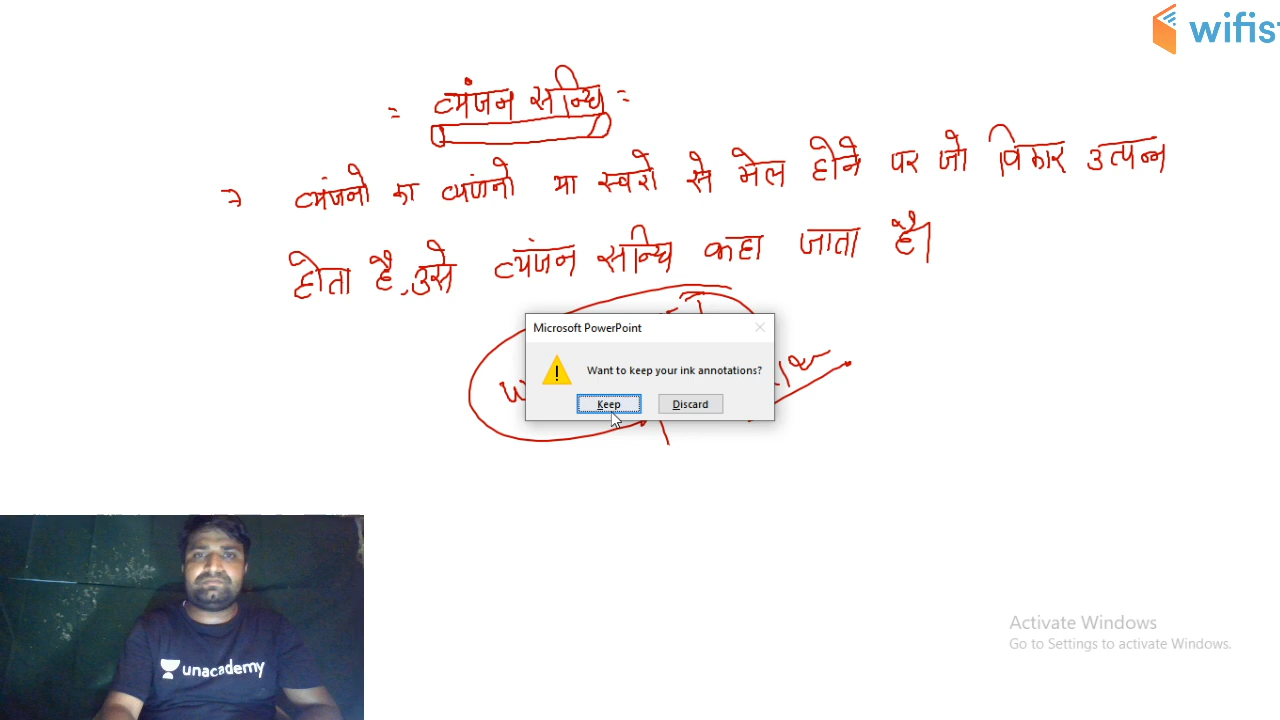 wifis
= व्यंजन सन्धि =
→ व्यंजनो का व्यंजनो या स्वरो से मेल होने पर जो विकार उत्पन्न
होता है, उसे व्यंजन सन्धि कहा जाता है।
Microsoft PowerPoint
Want to keep your ink annotations?
Keep Discard
unacademy
Activate Windows
Go to Settings to activate Windows.